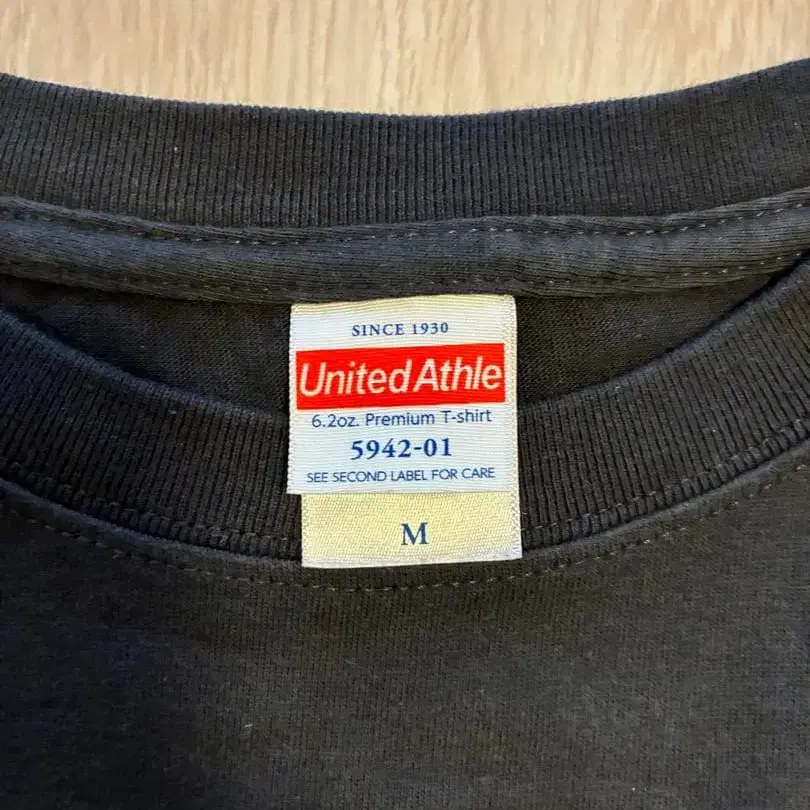 SINCE 1930
United Athle
6.2oz. Premium T-shirt
5942-01
SEE SECOND LABEL FOR CARE
M